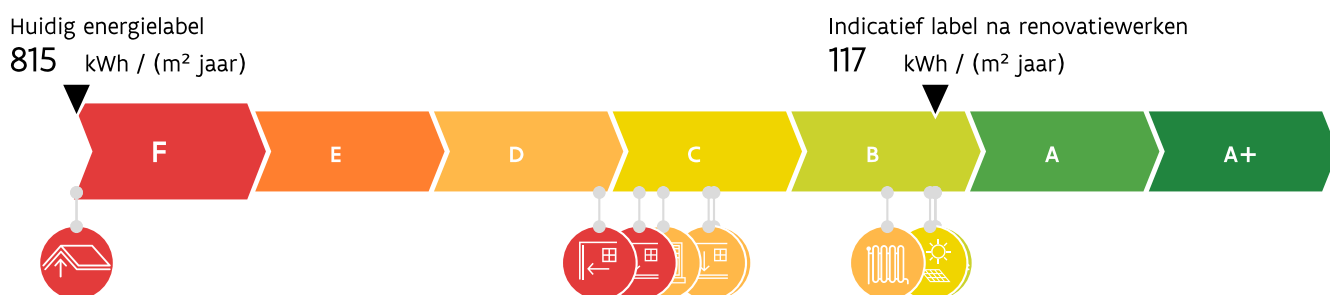 Huidig energielabel
815 kWh / (m² jaar)
Indicatief label na renovatiewerken
117 kWh / (m² jaar)
F E D C B A A+